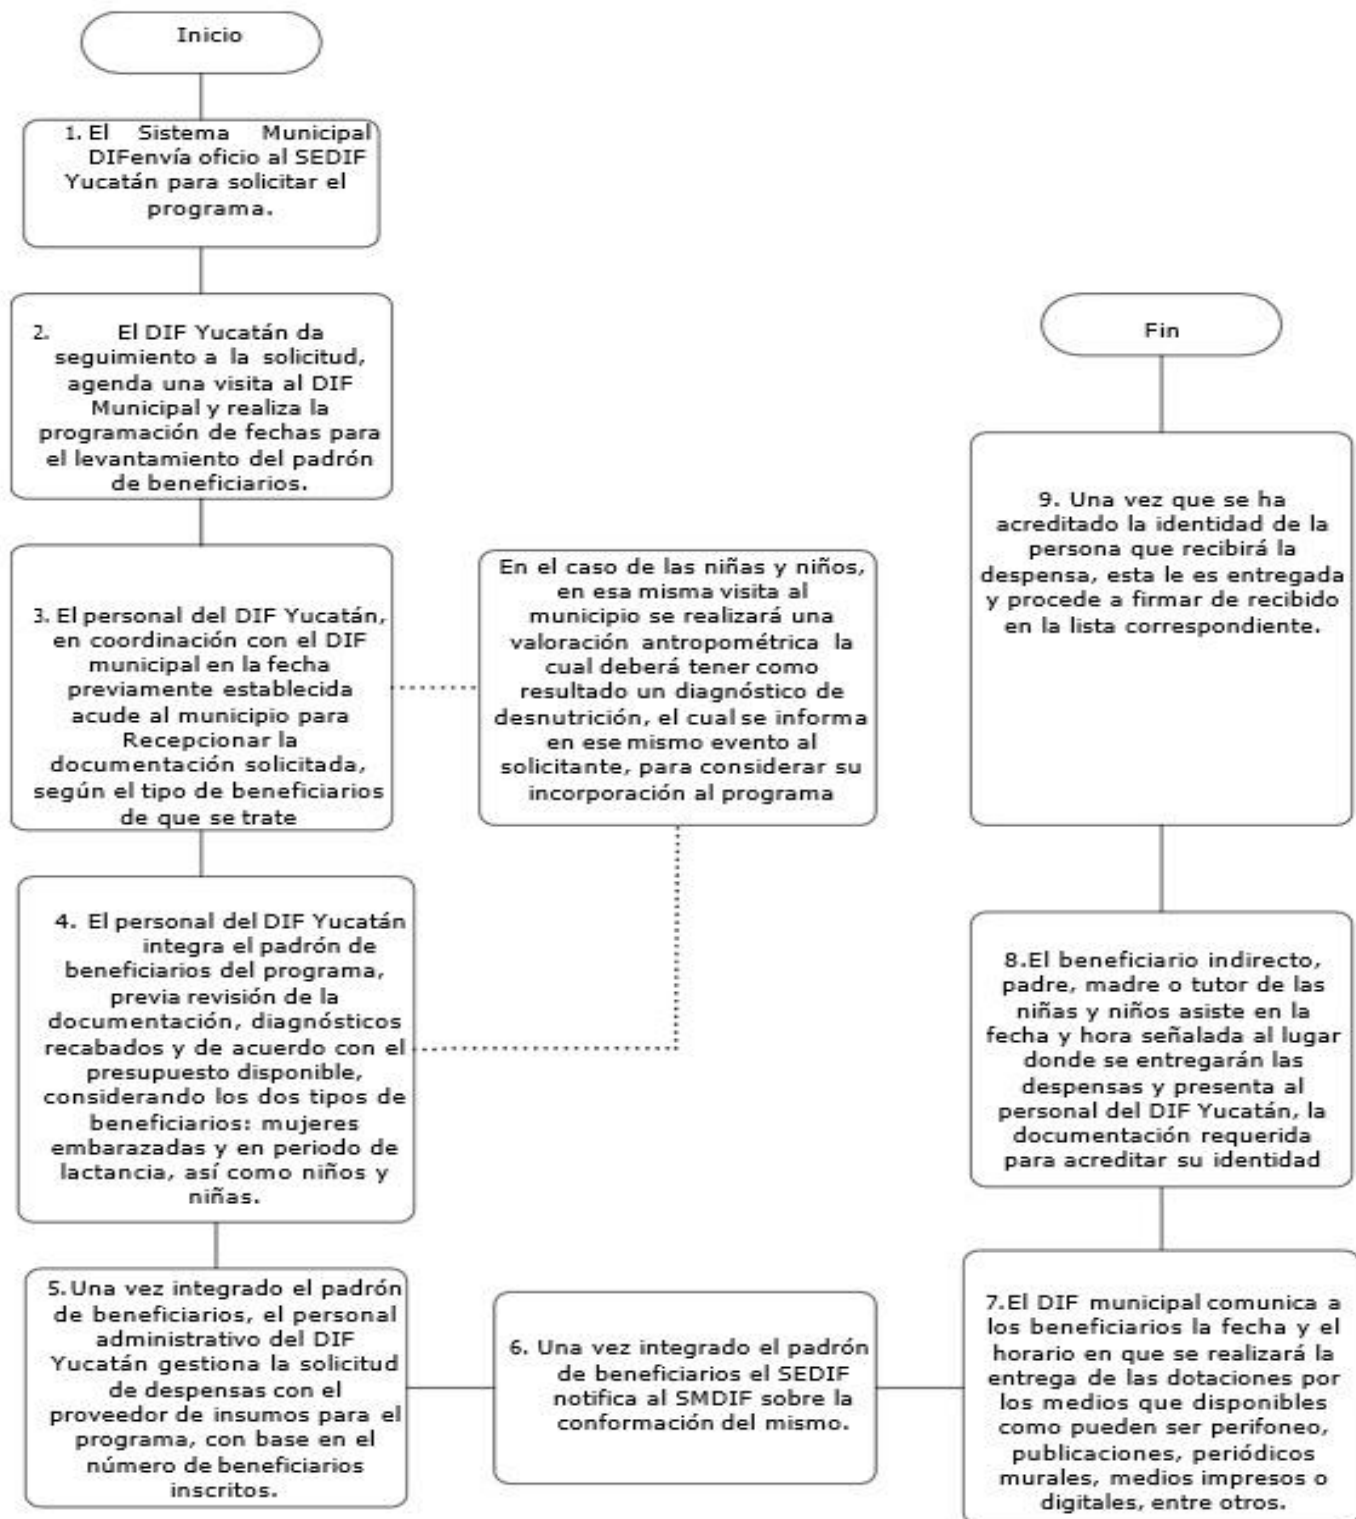 Inicio
1. El Sistema Municipal
DIFenvía oficio al SEDIF
Yucatán para solicitar el
programa.
2. El DIF Yucatán da
seguimiento a la solicitud,
agenda una visita al DIF
Municipal y realiza la
programación de fechas para
el levantamiento del padrón
de beneficiarios.
3. El personal del DIF Yucatán,
en coordinación con el DIF
municipal en la fecha
previamente establecida
acude al municipio para
Recepcionar la
documentación solicitada,
según el tipo de beneficiarios
de que se trate
En el caso de las niñas y niños,
en esa misma visita al
municipio se realizará una
valoración antropométrica la
cual deberá tener como
resultado un diagnóstico de
desnutrición, el cual se informa
en ese mismo evento al
solicitante, para considerar su
incorporación al programa
4. El personal del DIF Yucatán
integra el padrón de
beneficiarios del programa,
previa revisión de la
documentación, diagnósticos
recabados y de acuerdo con el
presupuesto disponible,
considerando los dos tipos de
beneficiarios: mujeres
embarazadas y en periodo de
lactancia, así como niños y
niñas.
5. Una vez integrado el padrón
de beneficiarios, el personal
administrativo del DIF
Yucatán gestiona la solicitud
de despensas con el
proveedor de insumos para el
programa, con base en el
número de beneficiarios
inscritos.
6. Una vez integrado el padrón
de beneficiarios el SEDIF
notifica al SMDIF sobre la
conformación del mismo.
7.El DIF municipal comunica a
los beneficiarios la fecha y el
horario en que se realizará la
entrega de las dotaciones por
los medios que disponibles
como pueden ser perifoneo,
publicaciones, periódicos
murales, medios impresos o
digitales, entre otros.
8.El beneficiario indirecto,
padre, madre o tutor de las
niñas y niños asiste en la
fecha y hora señalada al lugar
donde se entregarán las
despensas y presenta al
personal del DIF Yucatán, la
documentación requerida
para acreditar su identidad
9. Una vez que se ha
acreditado la identidad de la
persona que recibirá la
despensa, esta le es entregada
y procede a firmar de recibido
en la lista correspondiente.
Fin